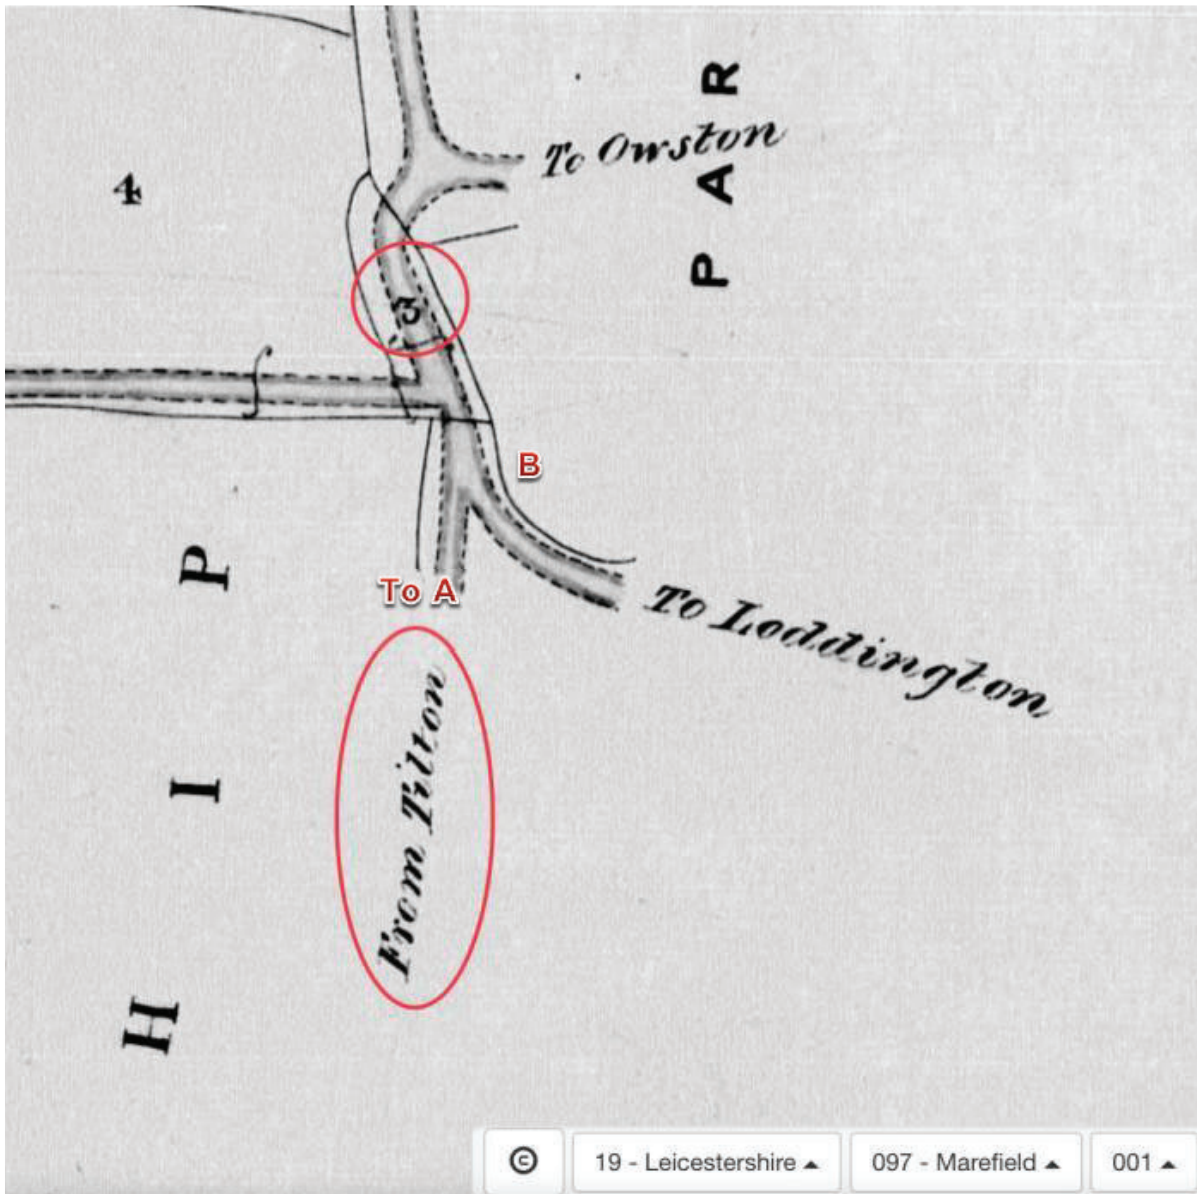 P A R
To Owston
4
3
B
To A
To Loddington
From Tilton
H I P
© 19 - Leicestershire 097 - Marefield 001